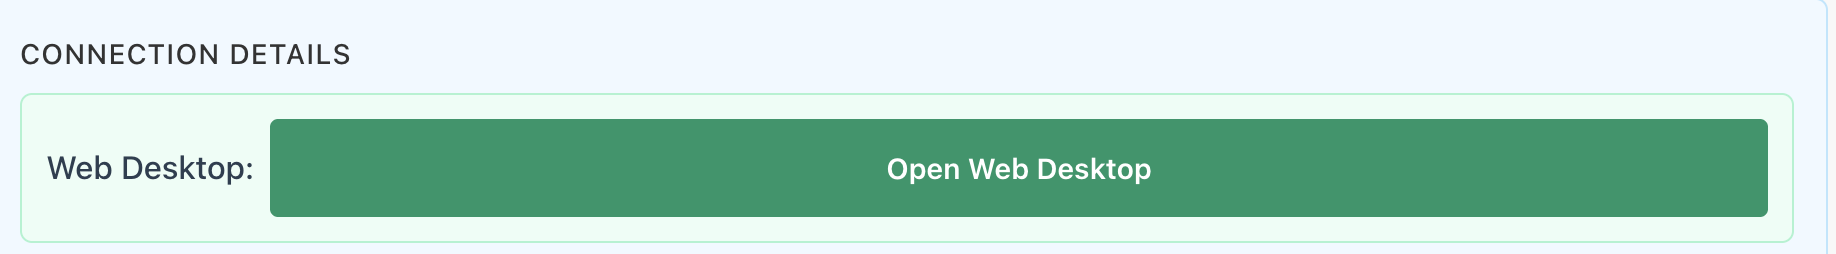 CONNECTION DETAILS
Web Desktop:
Open Web Desktop